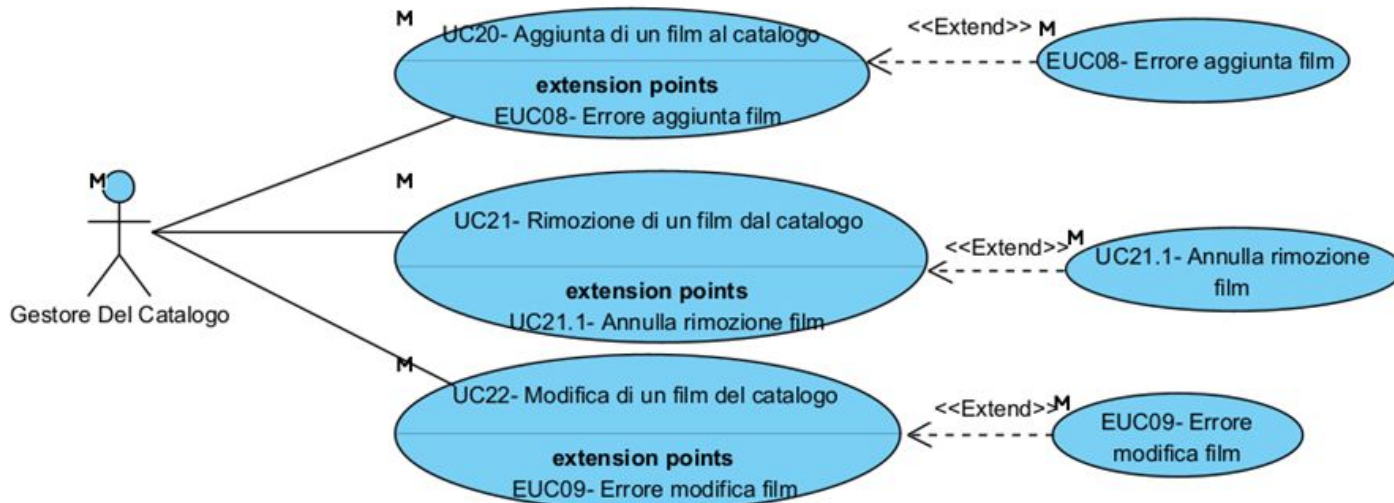 M
UC20- Aggiunta di un film al catalogo
extension points
EUC08- Errore aggiunta film
<<Extend>>
M
EUC08- Errore aggiunta film
M
Gestore Del Catalogo
M
UC21- Rimozione di un film dal catalogo
extension points
UC21.1- Annulla rimozione film
<<Extend>>
M
UC21.1- Annulla rimozione
film
M
UC22- Modifica di un film del catalogo
extension points
EUC09- Errore modifica film
<<Extend>>
M
EUC09- Errore
modifica film